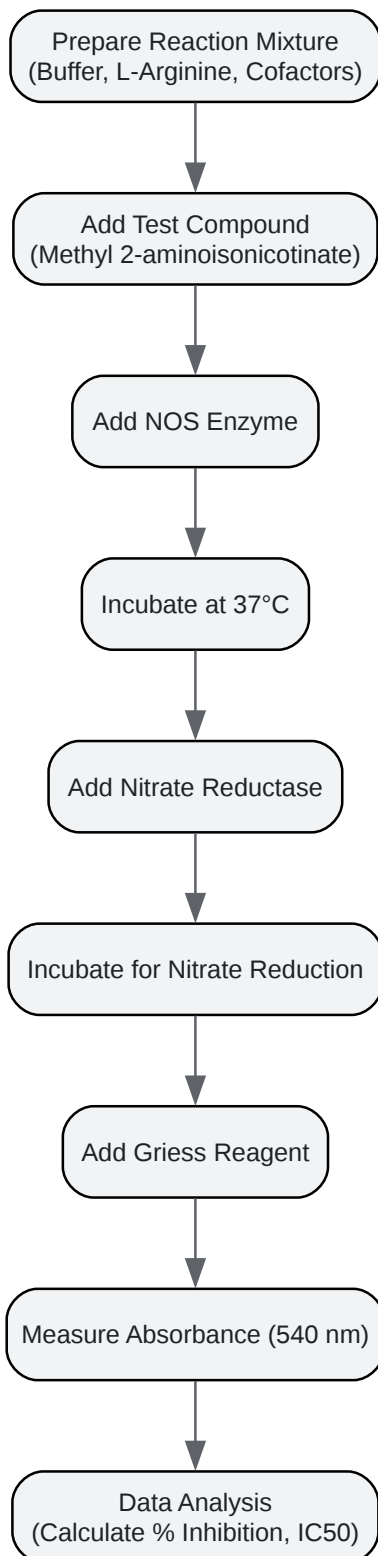 Prepare Reaction Mixture
(Buffer, L-Arginine, Cofactors)
Add Test Compound
(Methyl 2-aminoisonicotinate)
Add NOS Enzyme
Incubate at 37°C
Add Nitrate Reductase
Incubate for Nitrate Reduction
Add Griess Reagent
Measure Absorbance (540 nm)
Data Analysis
(Calculate % Inhibition, IC50)